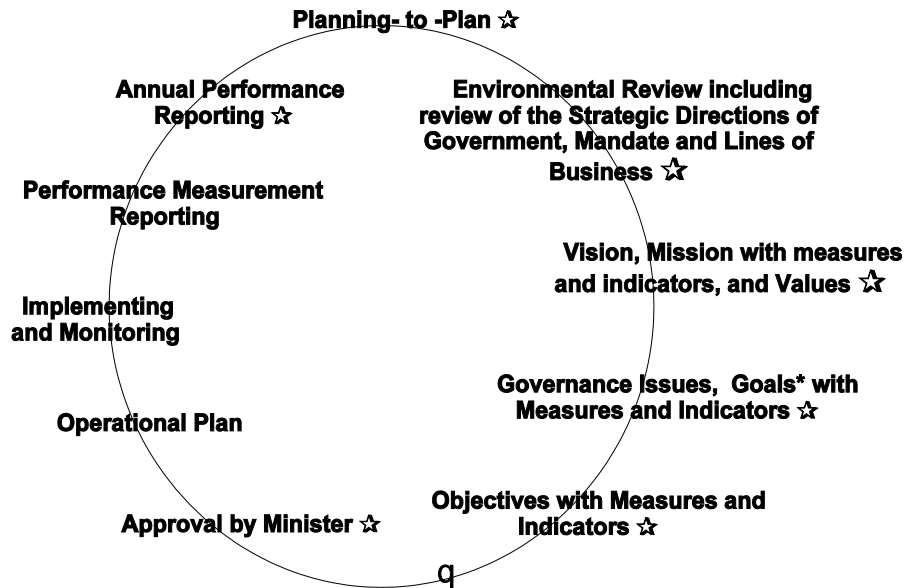 Planning- to -Plan ☆
Environmental Review including
review of the Strategic Directions of
Government, Mandate and Lines of
Business ☆
Vision, Mission with measures
and indicators, and Values ☆
Governance Issues,  Goals* with
Measures and Indicators ☆
Objectives with Measures and
Indicators ☆
q
Approval by Minister ☆
Operational Plan
Implementing
and Monitoring
Performance Measurement
Reporting
Annual Performance
Reporting ☆